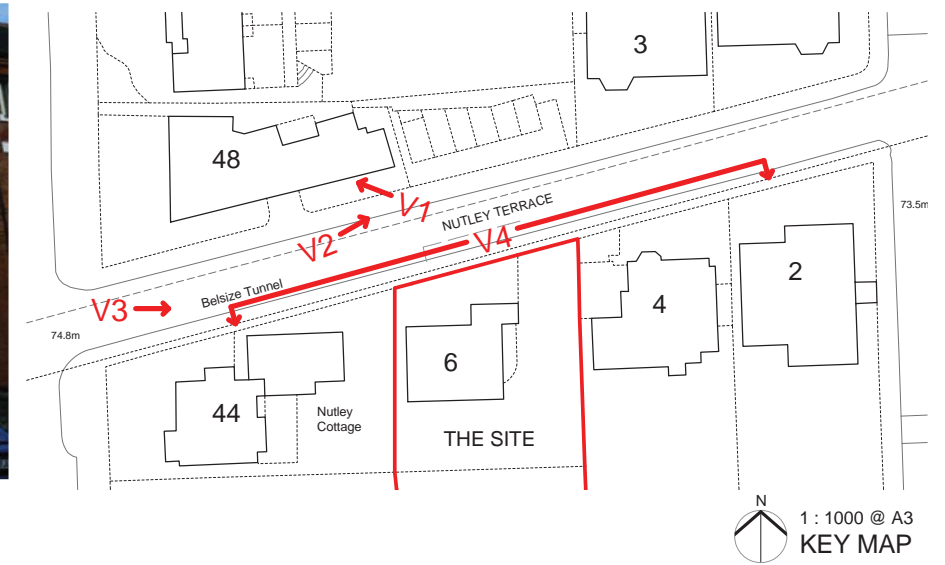 3
48
V1
NUTLEY TERRACE
V2
V4
73.5m
2
Belsize Tunnel
V3
4
74.8m
6
44
Nutley
Cottage
THE SITE
N
1 : 1000 @ A3
KEY MAP